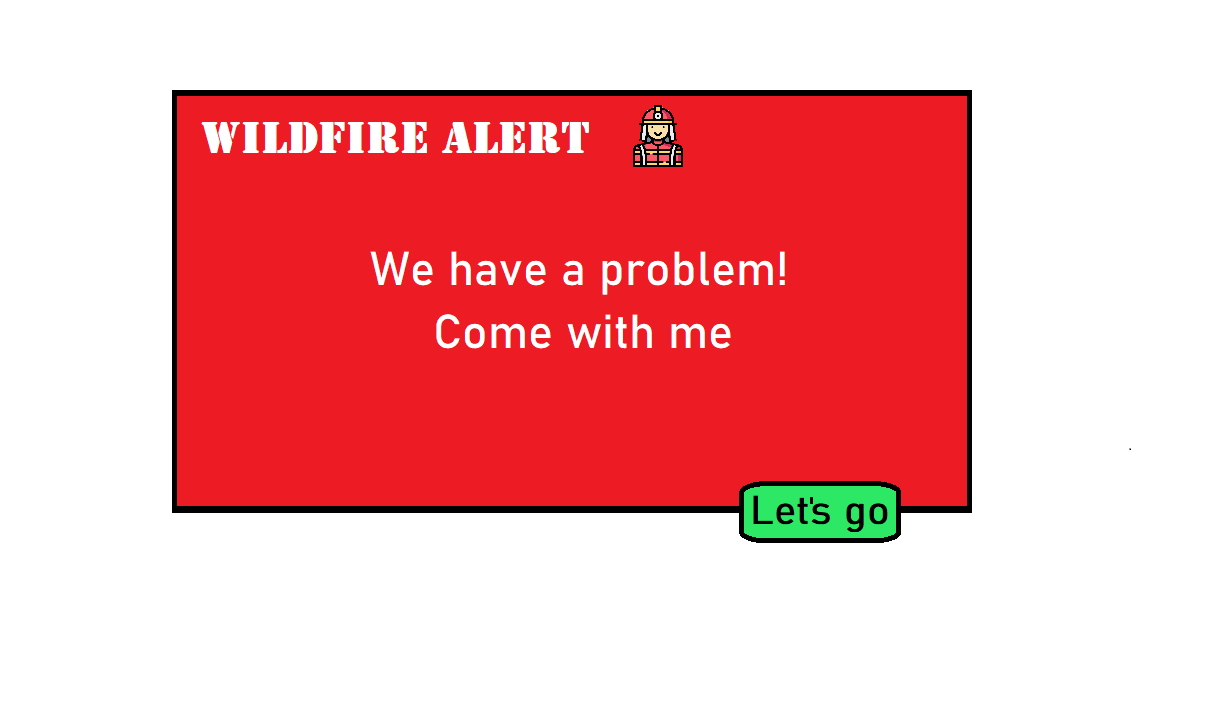 WILDFIRE ALERT
We have a problem!
Come with me
Let's go